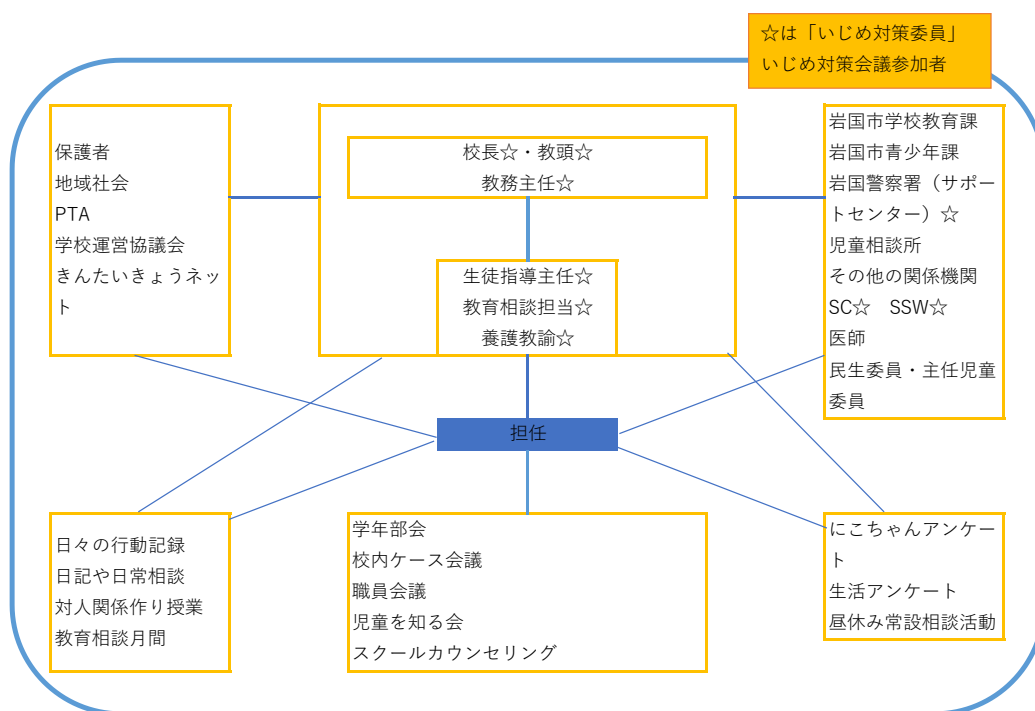 ☆は「いじめ対策委員」
いじめ対策会議参加者
保護者
地域社会
PTA
学校運営協議会
きんたいきょうネッ
ト
校長☆・教頭☆
教務主任☆
生徒指導主任☆
教育相談担当☆
養護教諭☆
岩国市学校教育課
岩国市青少年課
岩国警察署（サポー
トセンター）☆
児童相談所
その他の関係機関
SC☆　SSW☆
医師
民生委員・主任児童
委員
担任
日々の行動記録
日記や日常相談
対人関係作り授業
教育相談月間
学年部会
校内ケース会議
職員会議
児童を知る会
スクールカウンセリング
にこちゃんアンケー
ト
生活アンケート
昼休み常設相談活動